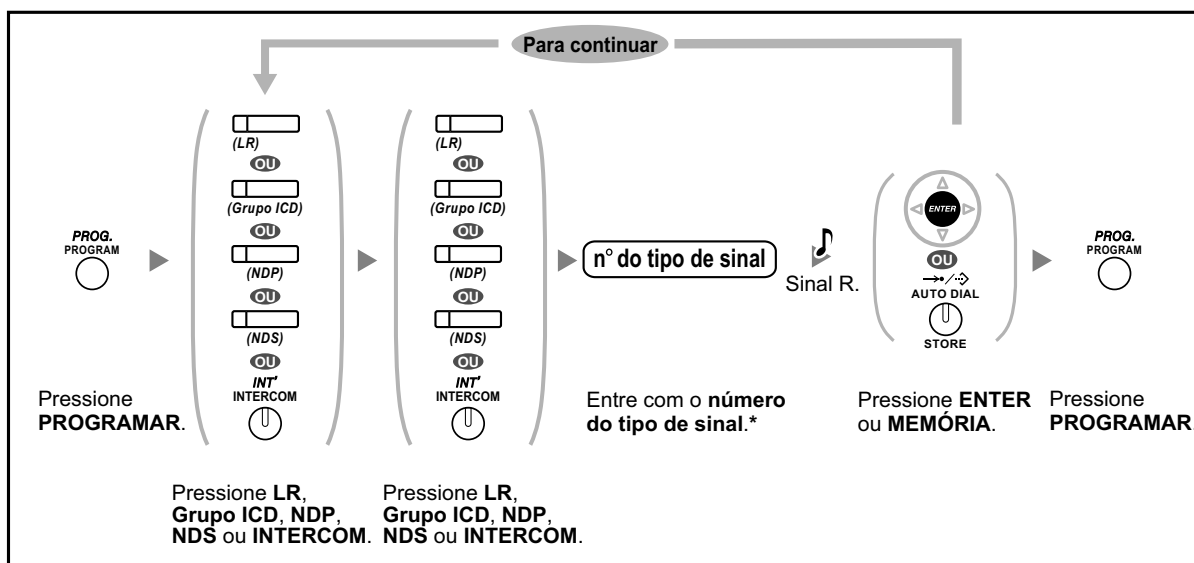 Para continuar
PROG.
PROGRAM
Pressione
PROGRAMAR.
(LR)
OU
(Grupo ICD)
OU
(NDP)
OU
(NDS)
OU
INT'
INTERCOM
Pressione LR,
Grupo ICD, NDP,
NDS ou INTERCOM.
(LR)
OU
(Grupo ICD)
OU
(NDP)
OU
(NDS)
OU
INT'
INTERCOM
Pressione LR,
Grupo ICD, NDP,
NDS ou INTERCOM.
n° do tipo de sinal
Entre com o número
do tipo de sinal.*
Sinal R.
ENTER
OU
AUTO DIAL
STORE
Pressione ENTER
ou MEMÓRIA.
PROG.
PROGRAM
Pressione
PROGRAMAR.